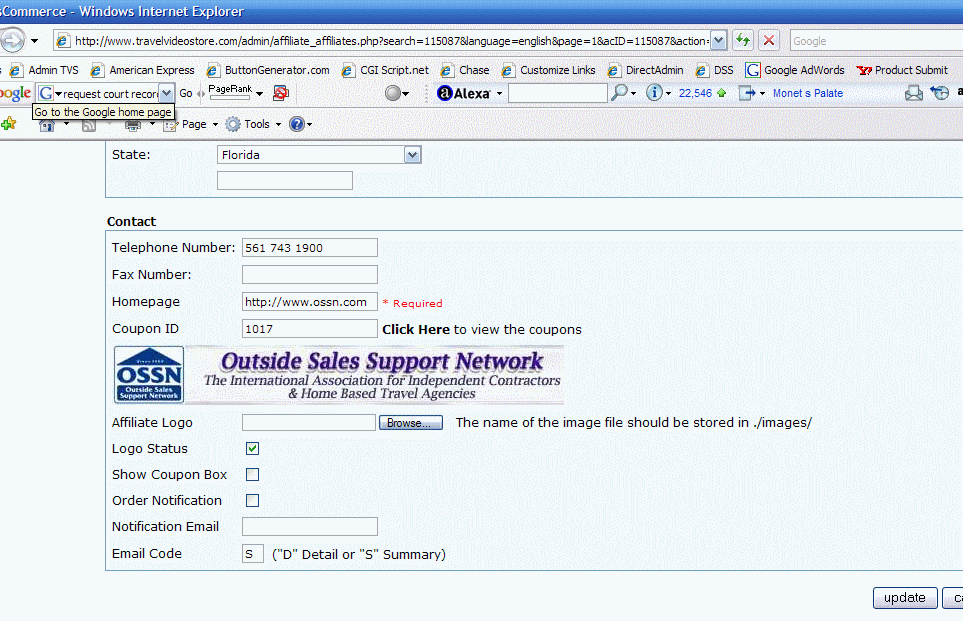 sCommerce - Windows Internet Explorer
http://www.travelvideostore.com/admin/affiliate_affiliates.php?search=115087&language=english&page=1&acID=115087&action=
Google
Admin TVS American Express ButtonGenerator.com CGI Script.net Chase Customize Links DirectAdmin DSS Google AdWords Product Submit
oogle G request court recor Go PageRank Alexa 22,546 Monet s Palate
Go to the Google home page
Page Tools
State: Florida
Contact
Telephone Number: 561 743 1900
Fax Number:
Homepage http://www.ossn.com * Required
Coupon ID 1017 Click Here to view the coupons
OSSN
Outside Sales
Support Network
Outside Sales Support Network
The International Association for Independent Contractors
& Home Based Travel Agencies
Affiliate Logo Browse... The name of the image file should be stored in ./images/
Logo Status
Show Coupon Box
Order Notification
Notification Email
Email Code S ("D" Detail or "S" Summary)
update ca